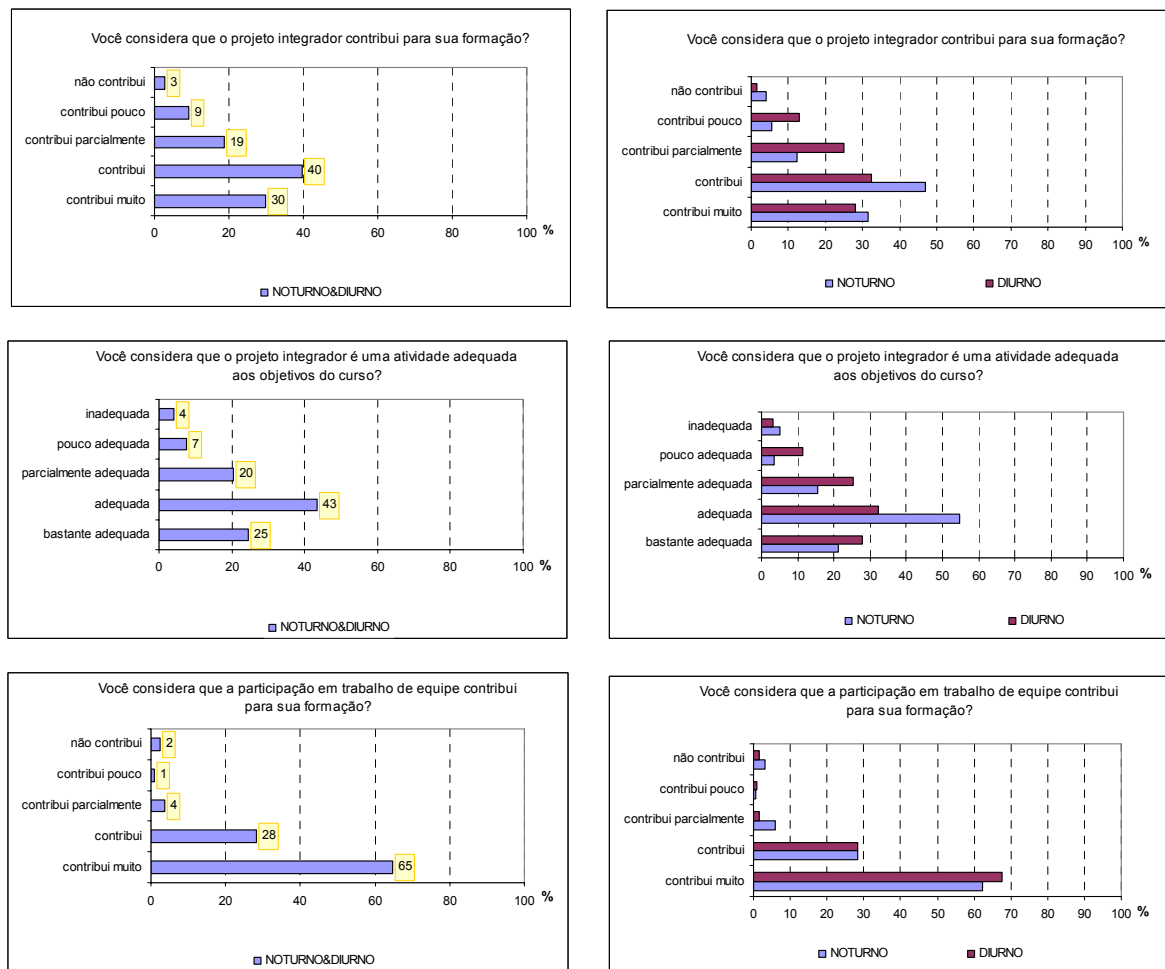 Você considera que o projeto integrador contribui para sua formação?
não contribui
3
contribui pouco
9
contribui parcialmente
19
contribui
40
contribui muito
30
0 20 40 60 80 100 %
NOTURNO&DIURNO
Você considera que o projeto integrador contribui para sua formação?
não contribui
contribui pouco
contribui parcialmente
contribui
contribui muito
0 10 20 30 40 50 60 70 80 90 100 %
NOTURNO DIURNO
Você considera que o projeto integrador é uma atividade adequada
aos objetivos do curso?
inadequada
4
pouco adequada
7
parcialmente adequada
20
adequada
43
bastante adequada
25
0 20 40 60 80 100 %
NOTURNO&DIURNO
Você considera que o projeto integrador é uma atividade adequada
aos objetivos do curso?
inadequada
pouco adequada
parcialmente adequada
adequada
bastante adequada
0 10 20 30 40 50 60 70 80 90 100 %
NOTURNO DIURNO
Você considera que a participação em trabalho de equipe contribui
para sua formação?
não contribui
2
contribui pouco
1
contribui parcialmente
4
contribui
28
contribui muito
65
0 20 40 60 80 100 %
NOTURNO&DIURNO
Você considera que a participação em trabalho de equipe contribui
para sua formação?
não contribui
contribui pouco
contribui parcialmente
contribui
contribui muito
0 10 20 30 40 50 60 70 80 90 100 %
NOTURNO DIURNO